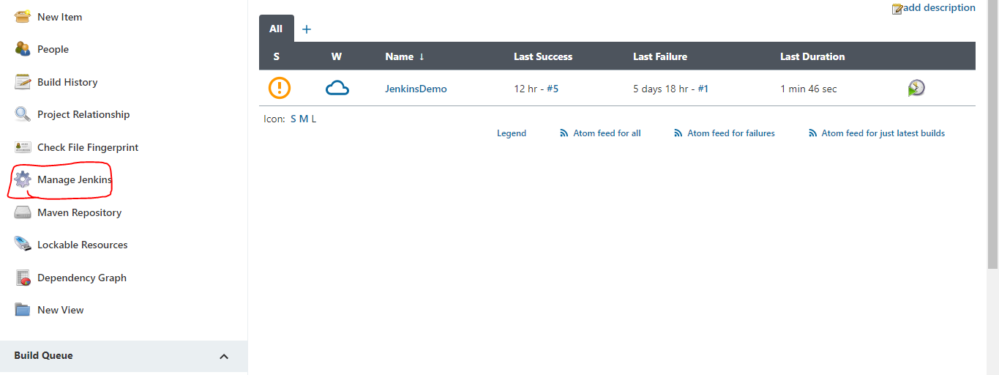 New Item
People
Build History
Project Relationship
Check File Fingerprint
Manage Jenkins
Maven Repository
Lockable Resources
Dependency Graph
New View
Build Queue
add description
All +
S W Name ↓ Last Success Last Failure Last Duration
JenkinsDemo 12 hr - #5 5 days 18 hr - #1 1 min 46 sec
Icon: S M L
Legend Atom feed for all Atom feed for failures Atom feed for just latest builds